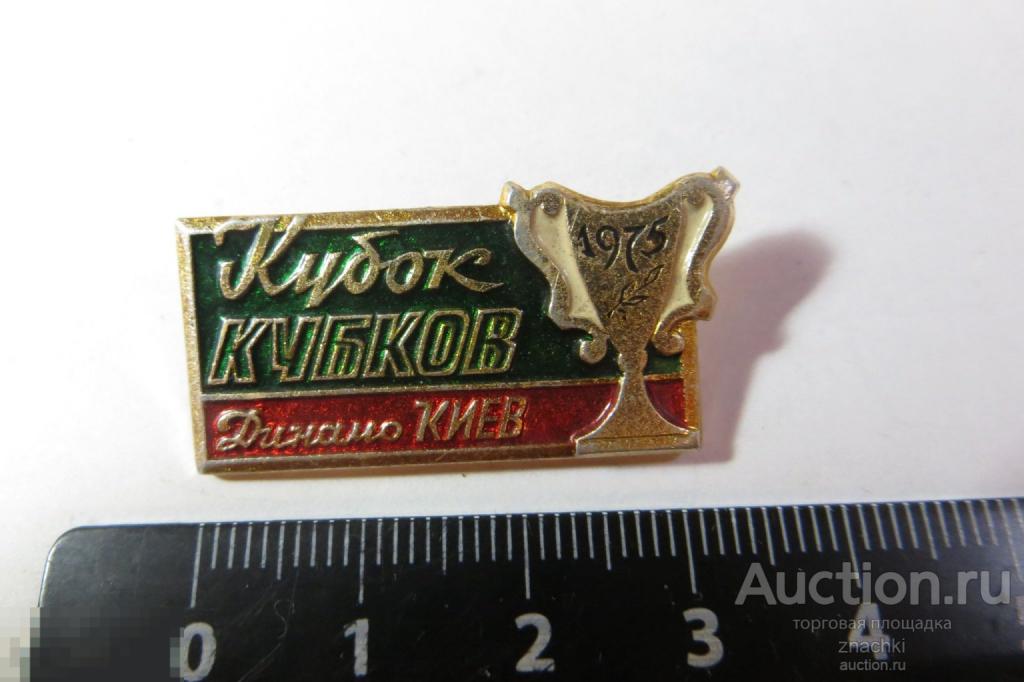 Кубок
КУБКОВ
Динамо КИЕВ
1975
0 1 2 3 4
Auction.ru
торговая площадка
znachki
auction.ru